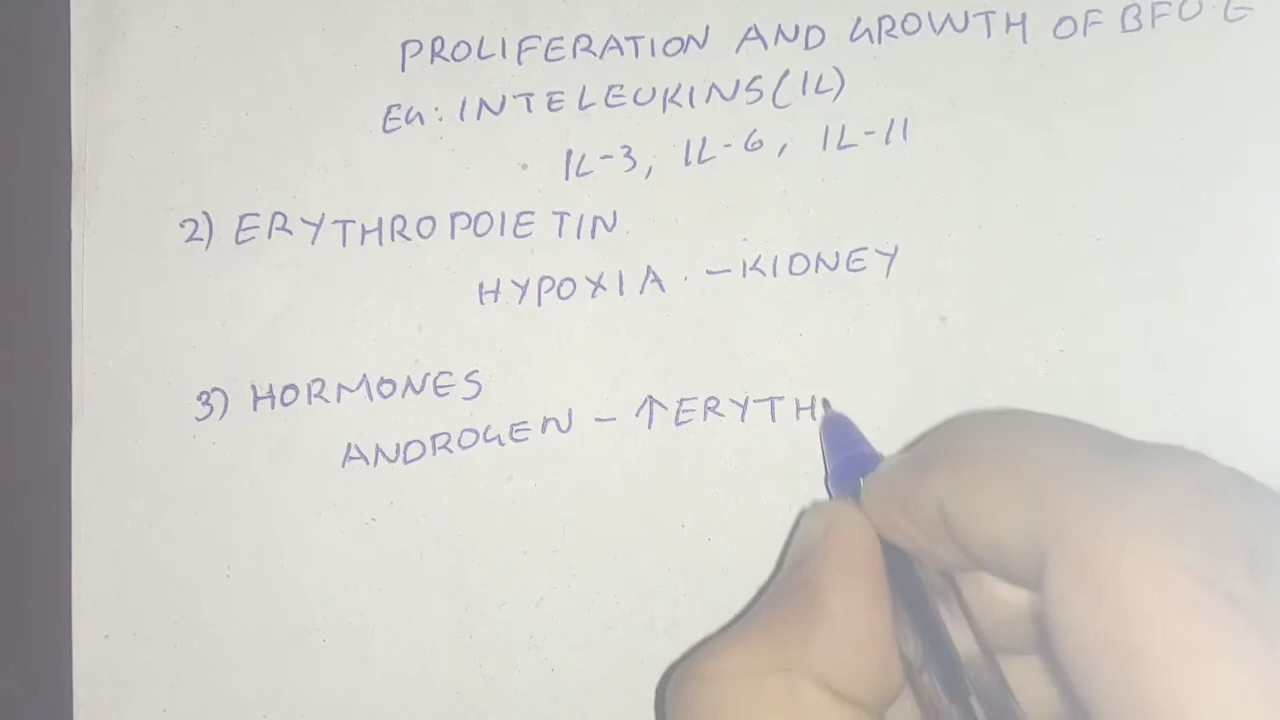 PROLIFERATION AND GROWTH OF BFU-E
EG: INTELEUKINS (IL)
IL-3, IL-6, IL-11
2) ERYTHROPOIETIN
HYPOXIA - KIDNEY
3) HORMONES
ANDROGEN - ↑ ERYTH